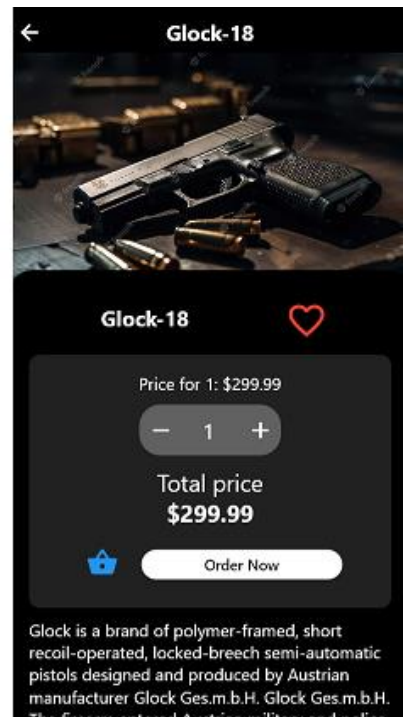 Glock-18
Glock-18
Price for 1: $299.99
− 1 +
Total price
$299.99
Order Now
Glock is a brand of polymer-framed, short
recoil-operated, locked-breech semi-automatic
pistols designed and produced by Austrian
manufacturer Glock Ges.m.b.H. Glock Ges.m.b.H.